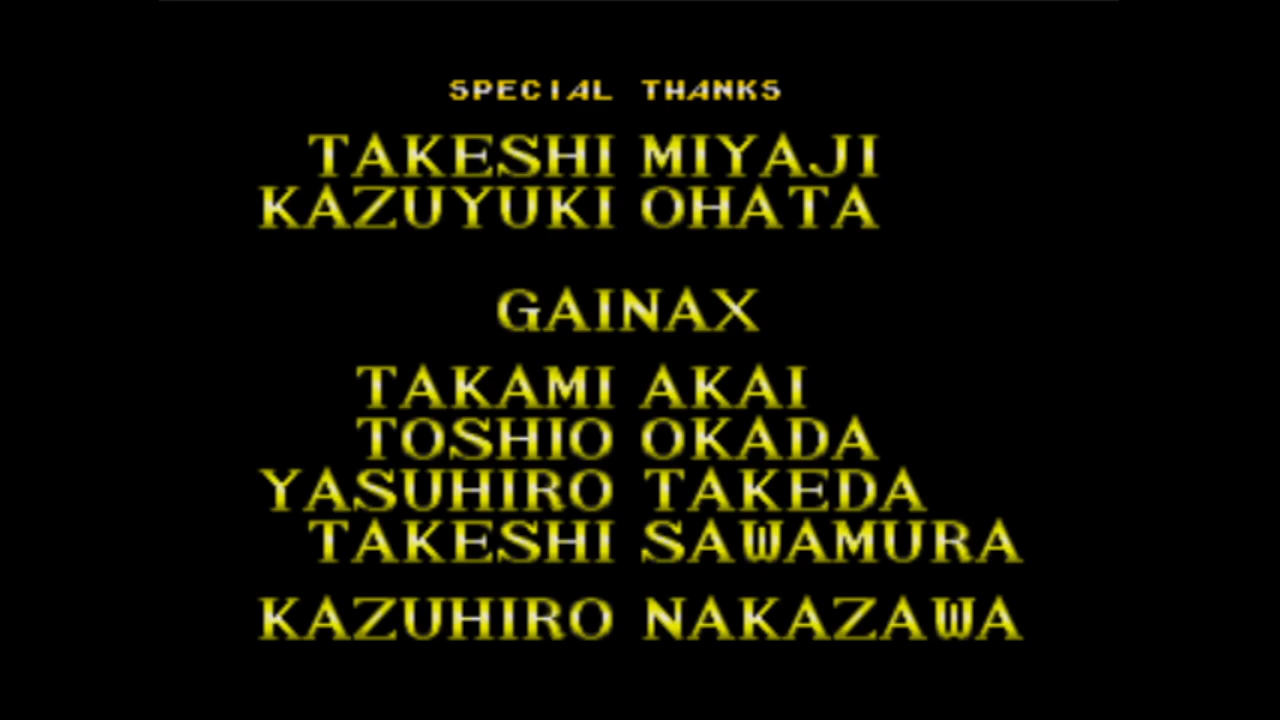 SPECIAL THANKS
TAKESHI MIYAJI
KAZUYUKI OHATA
GAINAX
TAKAMI AKAI
TOSHIO OKADA
YASUHIRO TAKEDA
TAKESHI SAWAMURA
KAZUHIRO NAKAZAWA